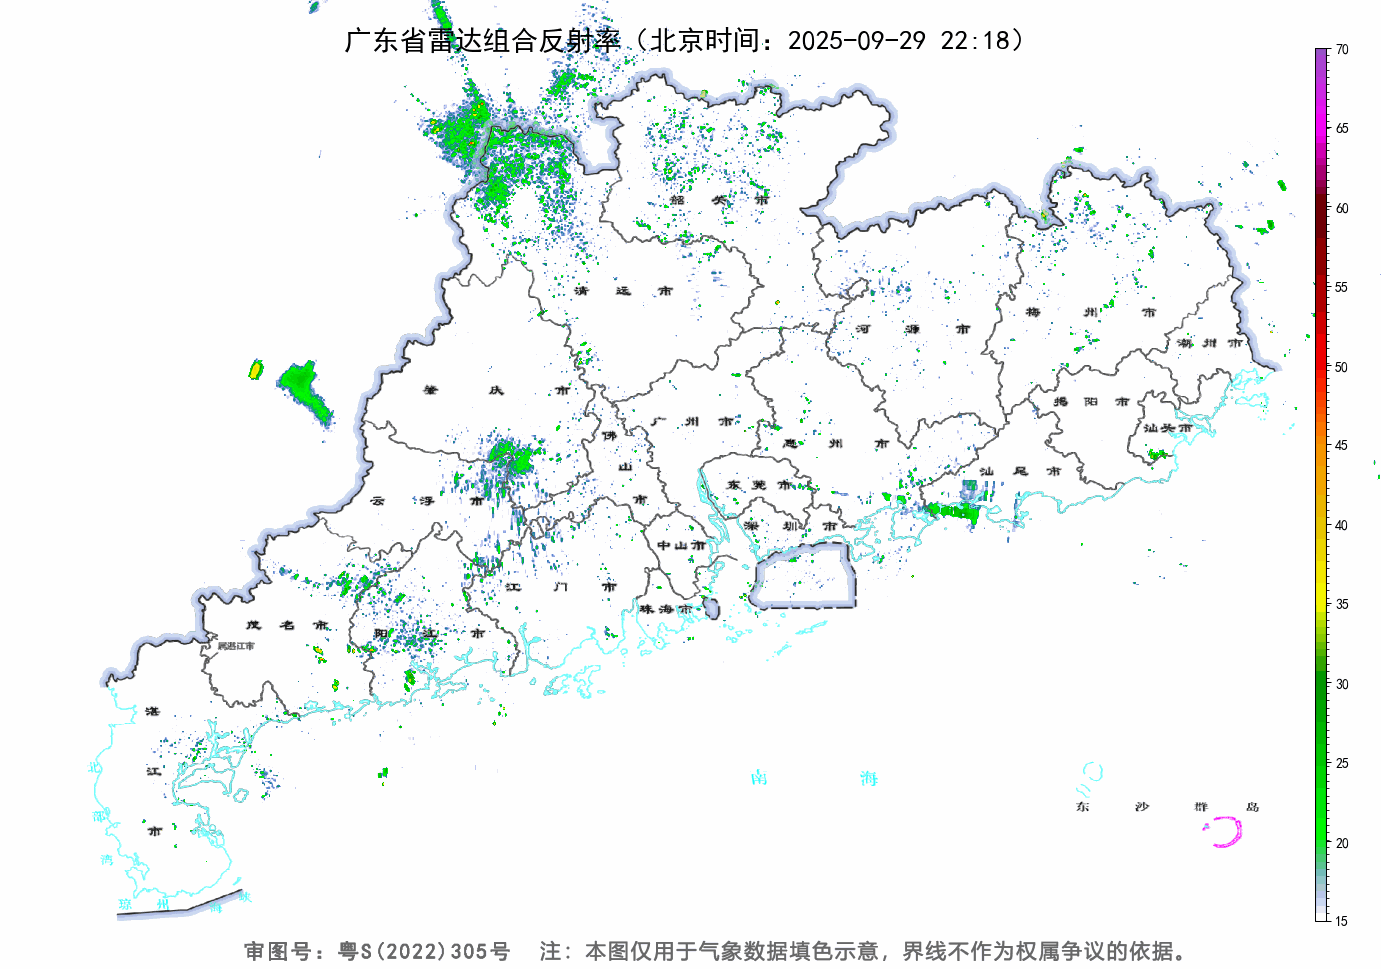 广东省雷达组合反射率（北京时间：2025-09-29 22:18）
70
65
60
55
50
45
40
35
30
25
20
15
韶关市
清远市
河源市
梅州市
潮州市
肇庆市
广州市
佛山市
惠州市
揭阳市
汕头市
汕尾市
云浮市
东莞市
深圳市
中山市
江门市
珠海市
茂名市
阳江市
属湛江市
湛江市
北部湾
琼州海峡
南海
东沙群岛
审图号：粤S(2022)305号 注：本图仅用于气象数据填色示意，界线不作为权属争议的依据。